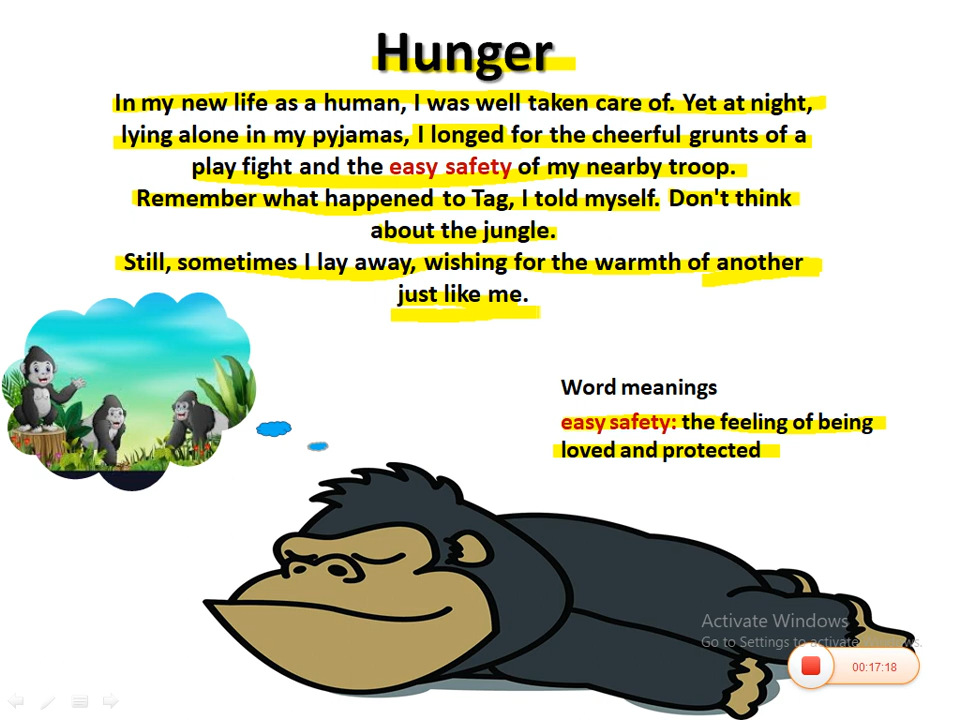 Hunger
In my new life as a human, I was well taken care of. Yet at night,
lying alone in my pyjamas, I longed for the cheerful grunts of a
play fight and the easy safety of my nearby troop.
Remember what happened to Tag, I told myself. Don't think
about the jungle.
Still, sometimes I lay away, wishing for the warmth of another
just like me.
Word meanings
easy safety: the feeling of being
loved and protected
Activate Windows
Go to Settings to activate Windows.
00:17:18